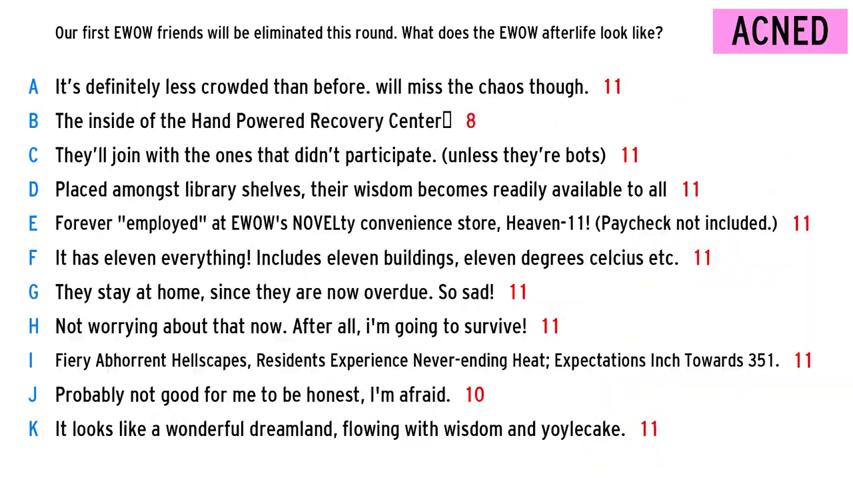 Our first EWOW friends will be eliminated this round. What does the EWOW afterlife look like?
ACNED
A It's definitely less crowded than before. will miss the chaos though. 11
B The inside of the Hand Powered Recovery Center▯ 8
C They'll join with the ones that didn't participate. (unless they're bots) 11
D Placed amongst library shelves, their wisdom becomes readily available to all 11
E Forever "employed" at EWOW's NOVELty convenience store, Heaven-11! (Paycheck not included.) 11
F It has eleven everything! Includes eleven buildings, eleven degrees celcius etc. 11
G They stay at home, since they are now overdue. So sad! 11
H Not worrying about that now. After all, i'm going to survive! 11
I Fiery Abhorrent Hellscapes, Residents Experience Never-ending Heat; Expectations Inch Towards 351. 11
J Probably not good for me to be honest, I'm afraid. 10
K It looks like a wonderful dreamland, flowing with wisdom and yoylecake. 11